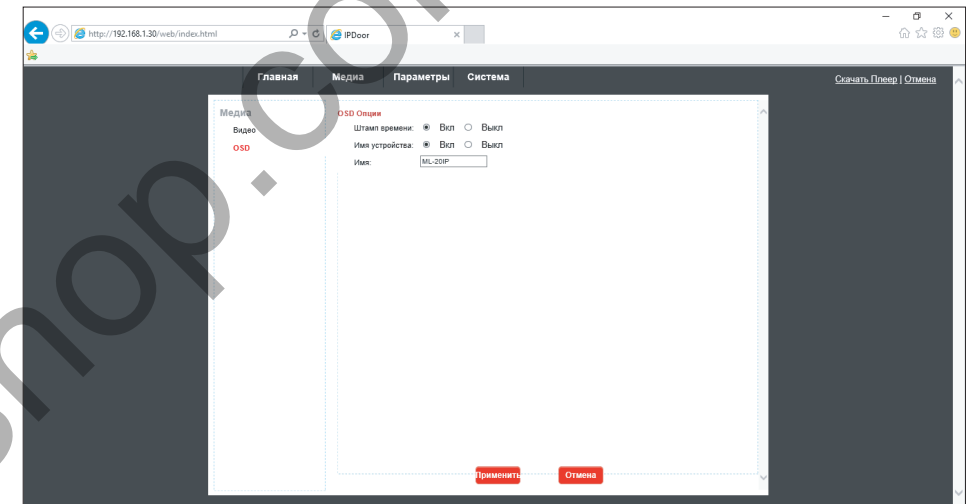 http://192.168.1.30/web/index.html
IPDoor
Главная Медиа Параметры Система
Скачать Плеер | Отмена
Медиа
Видео
OSD
OSD Опции
Штамп времени: Вкл Выкл
Имя устройства: Вкл Выкл
Имя: ML-20IP
Применить Отмена